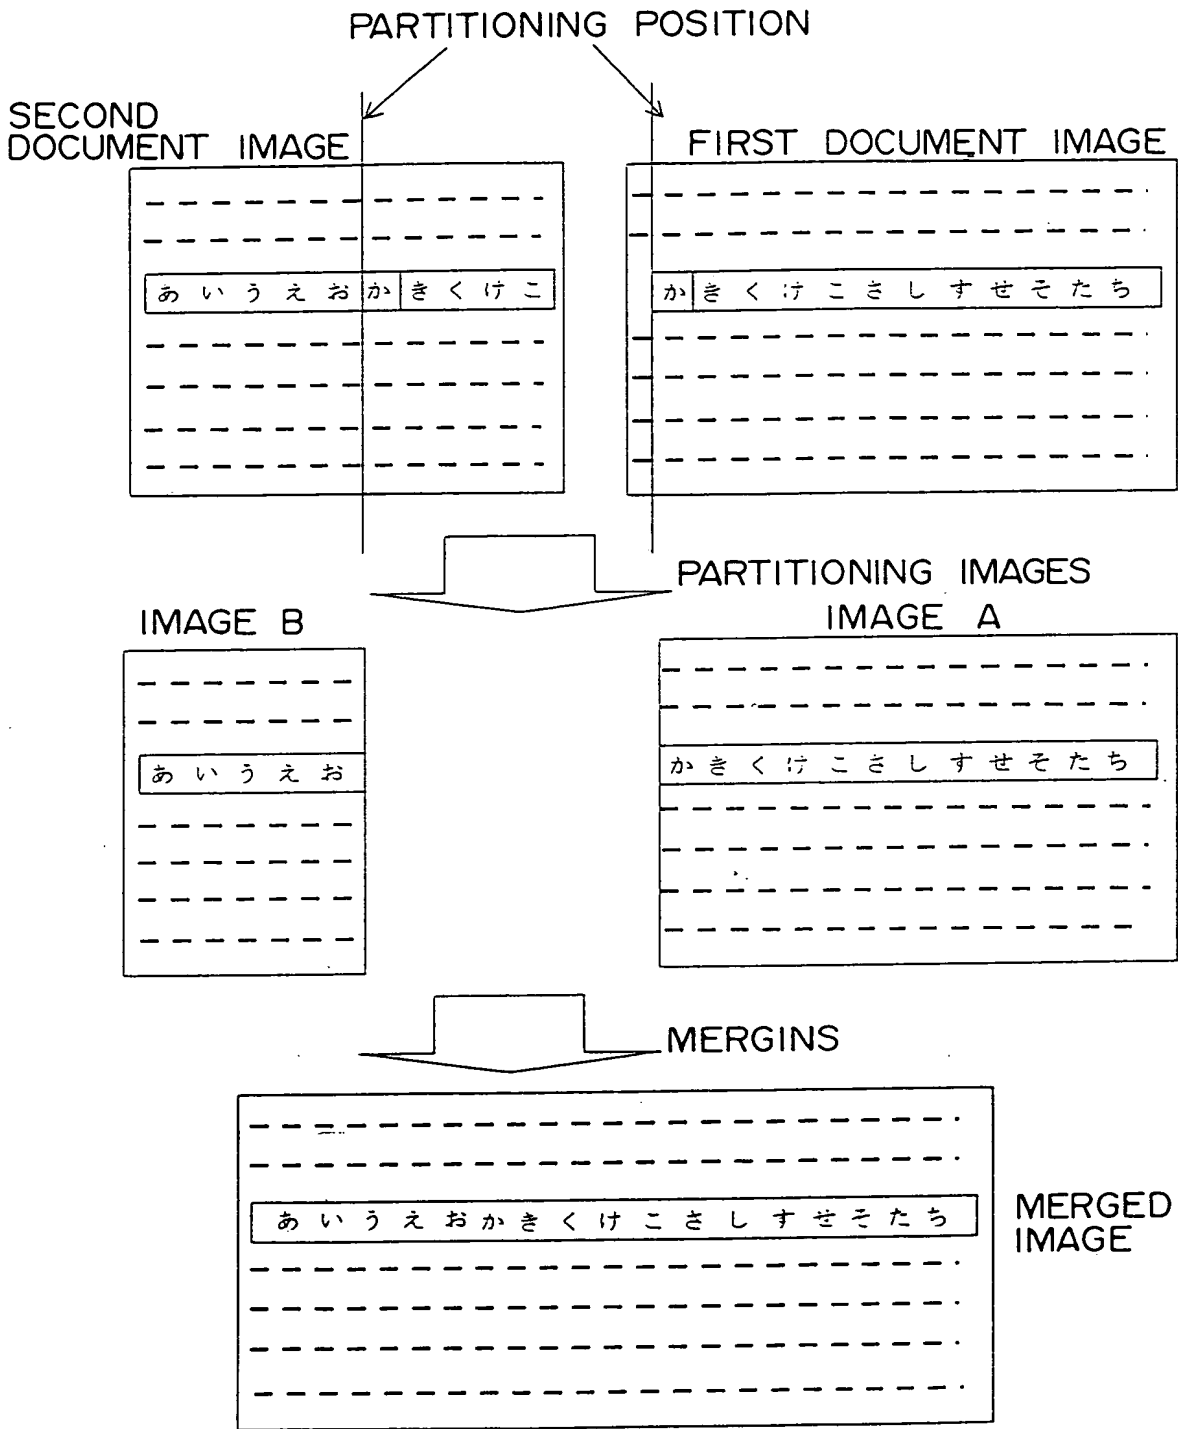 PARTITIONING POSITION
SECOND
DOCUMENT IMAGE
FIRST DOCUMENT IMAGE
あいうえおかきくけこ
かきくけこさしすせそたち
PARTITIONING IMAGES
IMAGE B
IMAGE A
あいうえお
かきくけこさしすせそたち
MERGINS
あいうえおかきくけこさしすせそたち
MERGED
IMAGE